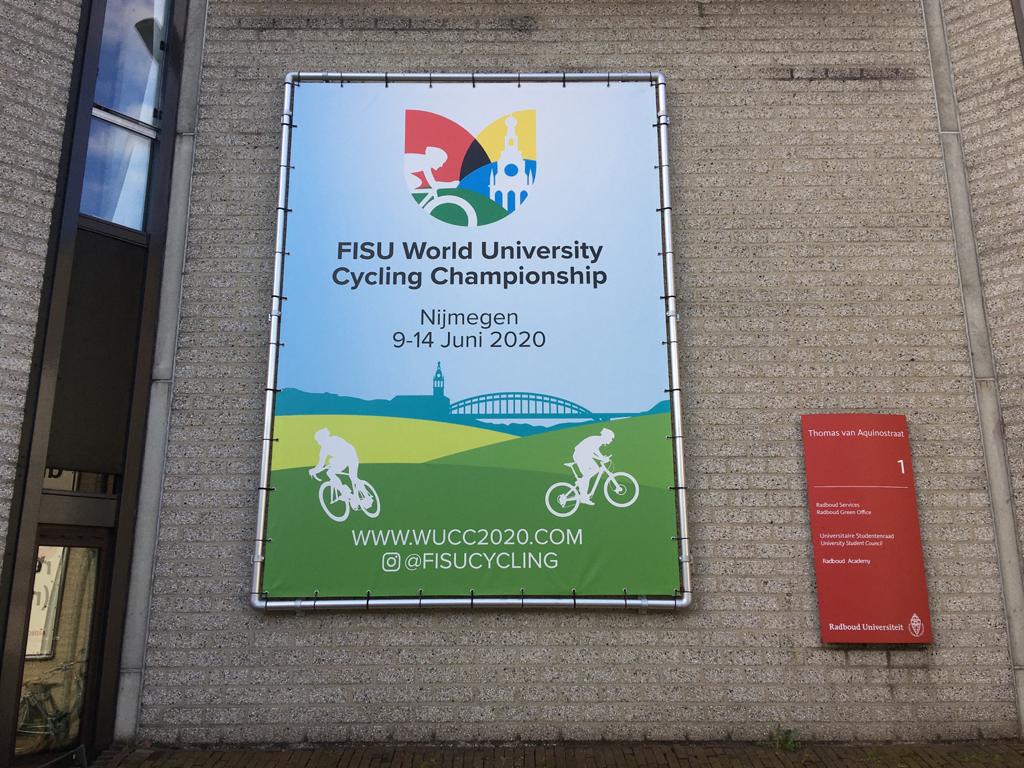 FISU World University
Cycling Championship
Nijmegen
9-14 Juni 2020
WWW.WUCC2020.COM
@FISUCYCLING
Thomas van Aquinostraat
1
Radboud Services
Radboud Green Office
Universitaire Studentenraad
University Student Council
Radboud Academy
Radboud Universiteit